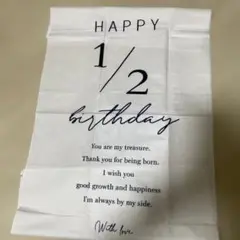 HAPPY
1/2
birthday
You are my treasure.
Thank you for being born.
I wish you
good growth and happiness
I'm always by my side.
With love